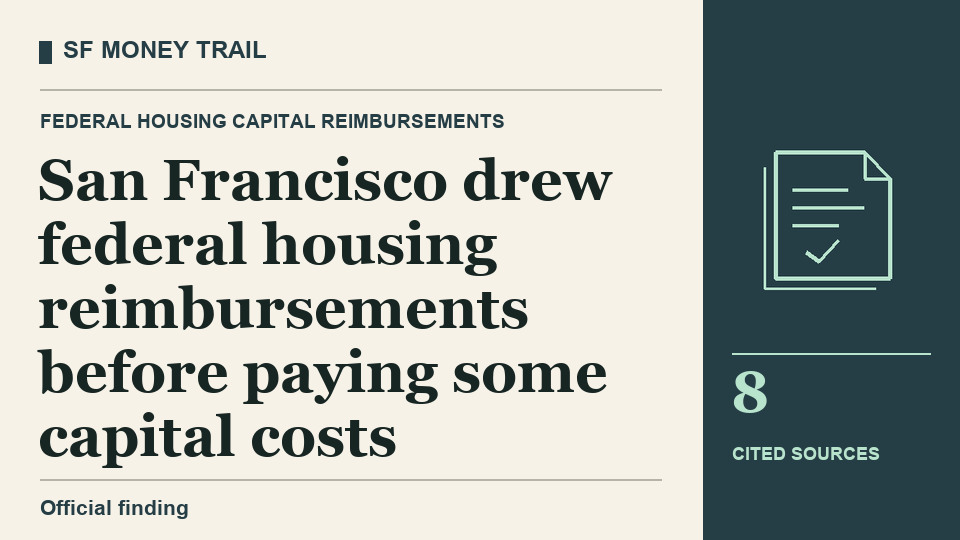 SF MONEY TRAIL
FEDERAL HOUSING CAPITAL REIMBURSEMENTS
San Francisco drew
federal housing
reimbursements
before paying some
capital costs
Official finding
8
CITED SOURCES